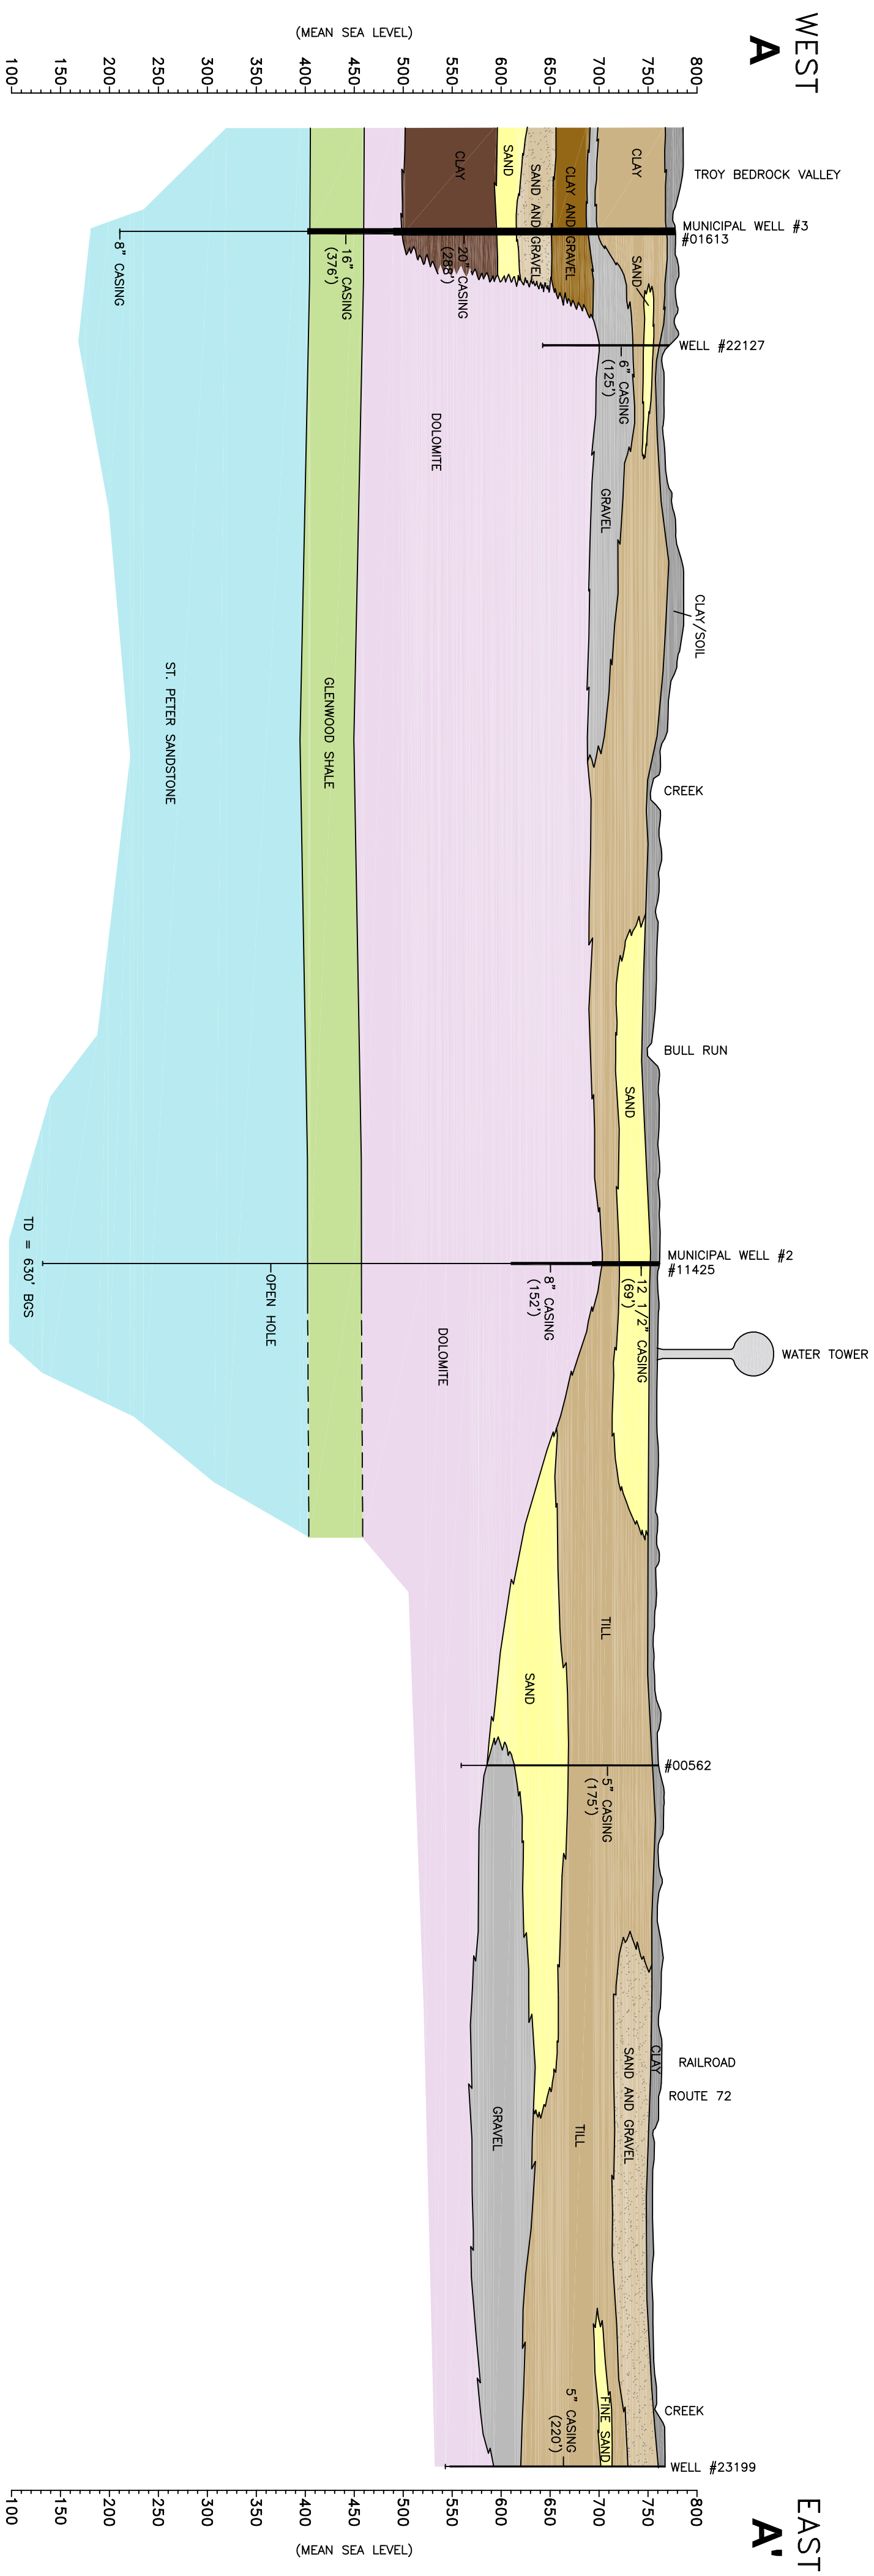 WEST
A
(MEAN SEA LEVEL)
800
750
700
650
600
550
500
450
400
350
300
250
200
150
100
TROY BEDROCK VALLEY
MUNICIPAL WELL #3
#01613
WELL #22127
CLAY/SOIL
CREEK
BULL RUN
MUNICIPAL WELL #2
#11425
WATER TOWER
#00562
RAILROAD
ROUTE 72
CREEK
WELL #23199
CLAY
SAND
6" CASING
(125')
GRAVEL
CLAY AND GRAVEL
SAND AND GRAVEL
SAND
CLAY
20" CASING
(288')
16" CASING
(376')
8" CASING
DOLOMITE
GLENWOOD SHALE
ST. PETER SANDSTONE
SAND
12 1/2" CASING
(69')
8" CASING
(152')
OPEN HOLE
TD = 630' BGS
DOLOMITE
TILL
SAND
5" CASING
(175')
CLAY
SAND AND GRAVEL
TILL
GRAVEL
FINE SAND
5" CASING
(220')
EAST
A'
800
750
700
650
600
550
500
450
400
350
300
250
200
150
100
(MEAN SEA LEVEL)